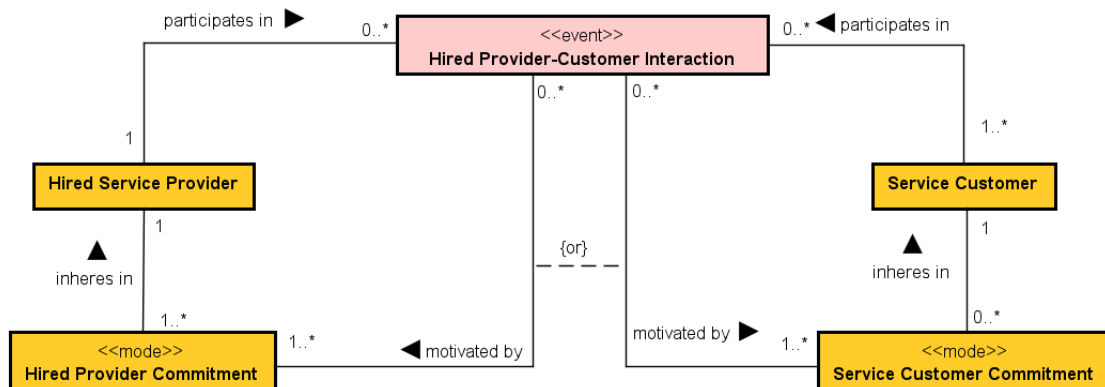 participates in
0..*
<<event>>
Hired Provider-Customer Interaction
0..*
participates in
0..*
0..*
1
1..*
Hired Service Provider
Service Customer
1
1
{or}
inheres in
inheres in
1..*
0..*
1..*
motivated by
motivated by
1..*
<<mode>>
Hired Provider Commitment
<<mode>>
Service Customer Commitment